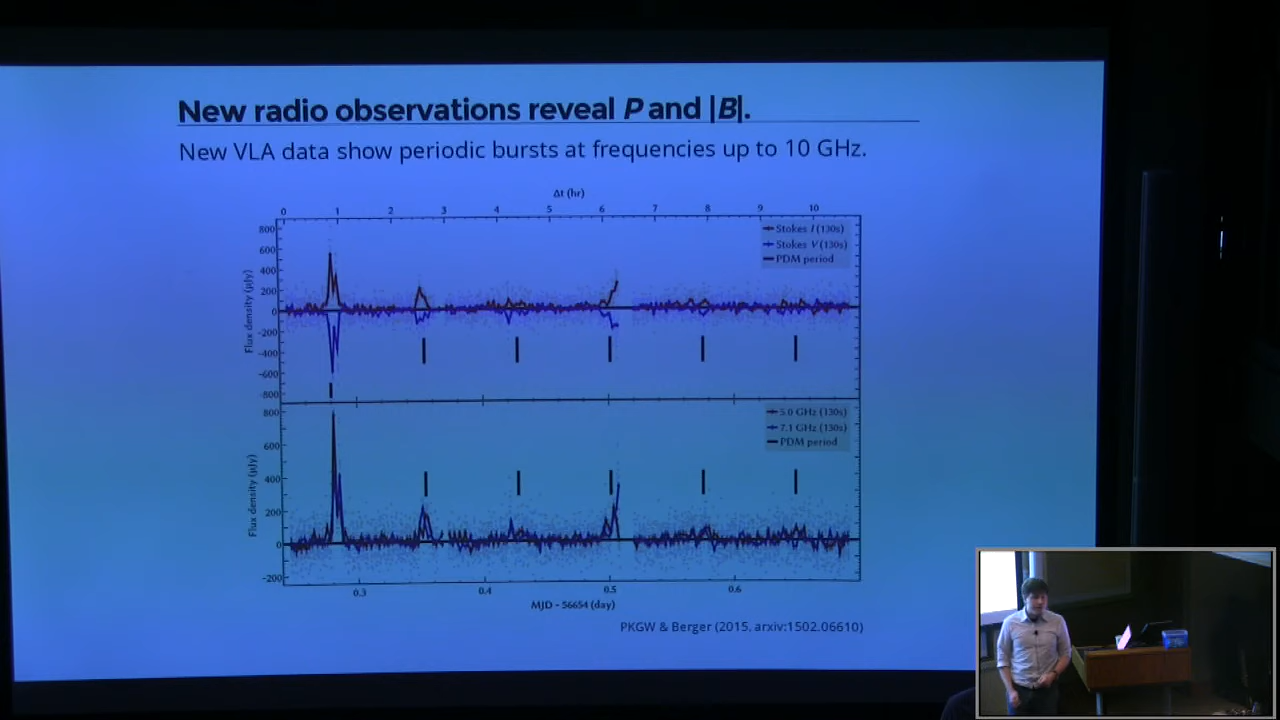 New radio observations reveal P and |B|.
New VLA data show periodic bursts at frequencies up to 10 GHz.
Δt (hr)
0 1 2 3 4 5 6 7 8 9 10
Flux density (μJy)
800
600
400
200
0
-200
-400
-600
-800
Stokes I (130s)
Stokes V (130s)
PDM period
Flux density (μJy)
800
600
400
200
0
-200
5.0 GHz (130s)
7.1 GHz (130s)
PDM period
0.3 0.4 0.5 0.6
MJD - 56654 (day)
PKGW & Berger (2015, arxiv:1502.06610)